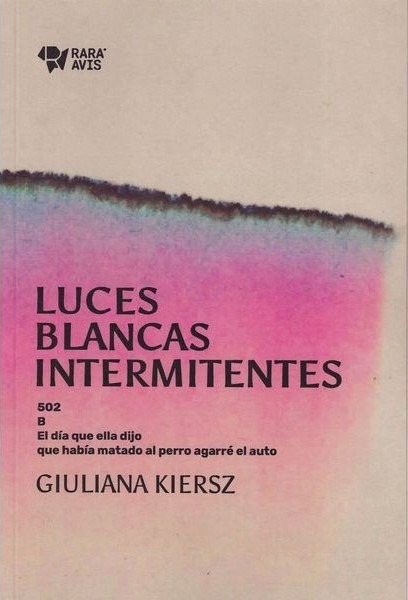 RARA
AVIS
LUCES
BLANCAS
INTERMITENTES
502
B
El día que ella dijo
que había matado al perro agarré el auto
GIULIANA KIERSZ